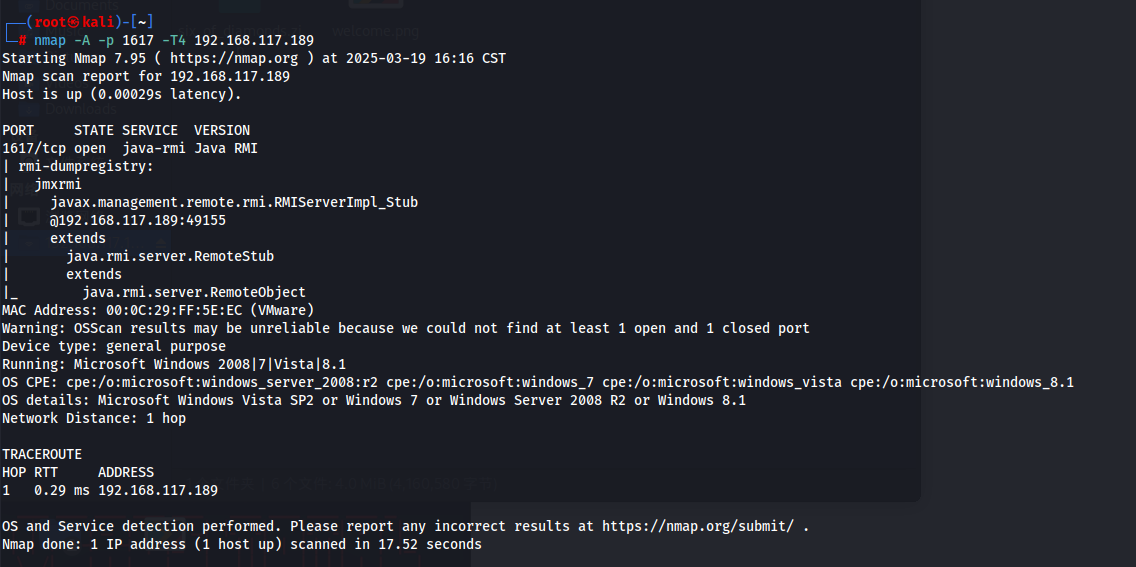 Documents
welcome.png
┌──(root㉿kali)-[~]
└─# nmap -A -p 1617 -T4 192.168.117.189
Starting Nmap 7.95 ( https://nmap.org ) at 2025-03-19 16:16 CST
Nmap scan report for 192.168.117.189
Host is up (0.00029s latency).
Downloads

PORT     STATE SERVICE  VERSION
1617/tcp open  java-rmi Java RMI
| rmi-dumpregistry:
|   jmxrmi
|     javax.management.remote.rmi.RMIServerImpl_Stub
|     @192.168.117.189:49155
|     extends
|       java.rmi.server.RemoteStub
|       extends
|_        java.rmi.server.RemoteObject
MAC Address: 00:0C:29:FF:5E:EC (VMware)
Warning: OSScan results may be unreliable because we could not find at least 1 open and 1 closed port
Device type: general purpose
Running: Microsoft Windows 2008|7|Vista|8.1
OS CPE: cpe:/o:microsoft:windows_server_2008:r2 cpe:/o:microsoft:windows_7 cpe:/o:microsoft:windows_vista cpe:/o:microsoft:windows_8.1
OS details: Microsoft Windows Vista SP2 or Windows 7 or Windows Server 2008 R2 or Windows 8.1
Network Distance: 1 hop

TRACEROUTE
HOP RTT     ADDRESS
1   0.29 ms 192.168.117.189

OS and Service detection performed. Please report any incorrect results at https://nmap.org/submit/ .
Nmap done: 1 IP address (1 host up) scanned in 17.52 seconds